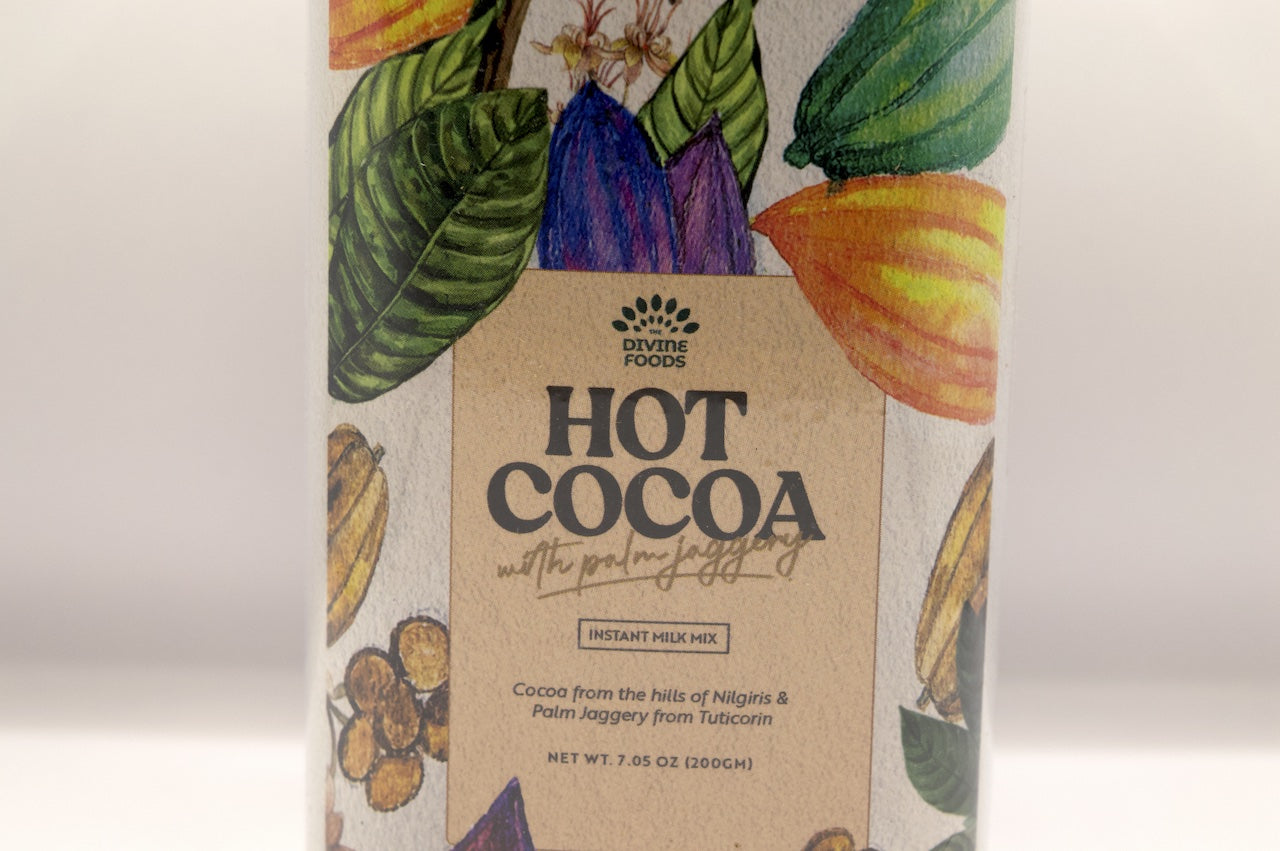 THE
DIVINE
FOODS
HOT
COCOA
with palm jaggery
INSTANT MILK MIX
Cocoa from the hills of Nilgiris &
Palm Jaggery from Tuticorin
NET WT. 7.05 OZ (200GM)